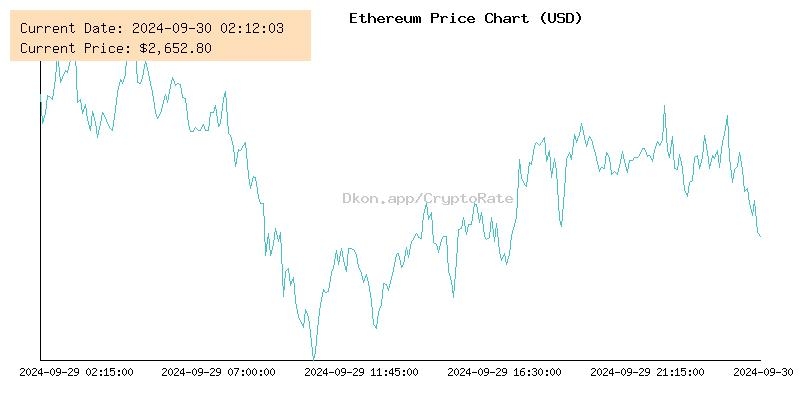 Ethereum Price Chart (USD)
Current Date: 2024-09-30 02:12:03
Current Price: $2,652.80
Dkon.app/CryptoRate
2024-09-29 02:15:00
2024-09-29 07:00:00
2024-09-29 11:45:00
2024-09-29 16:30:00
2024-09-29 21:15:00
2024-09-30